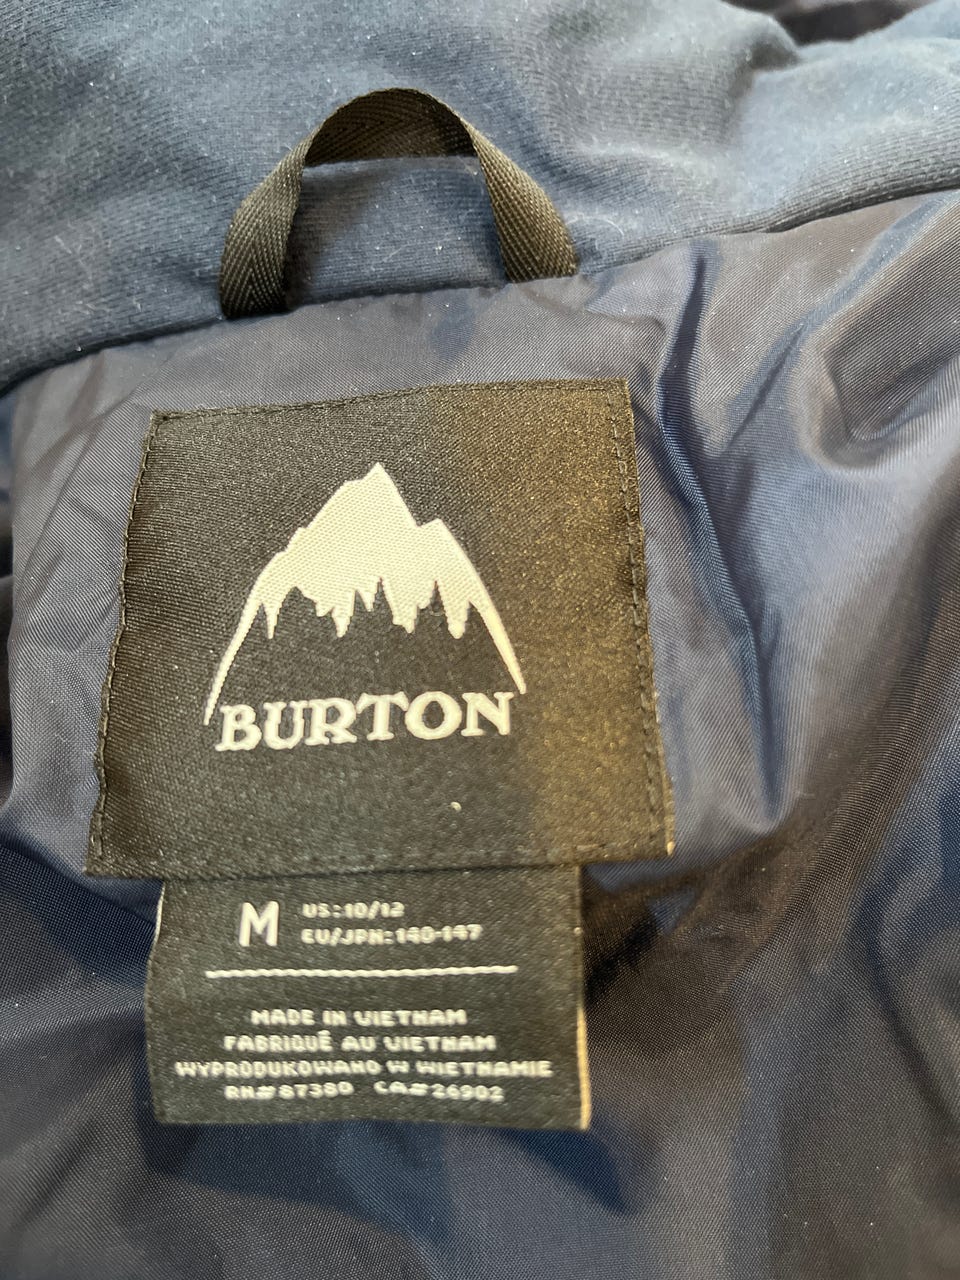 BURTON
M US:10/12
EU/JPN:140-147
MADE IN VIETNAM
FABRIQUÉ AU VIETNAM
WYPRODUKOWANO W WIETNAMIE
RN#87380 CA#26902